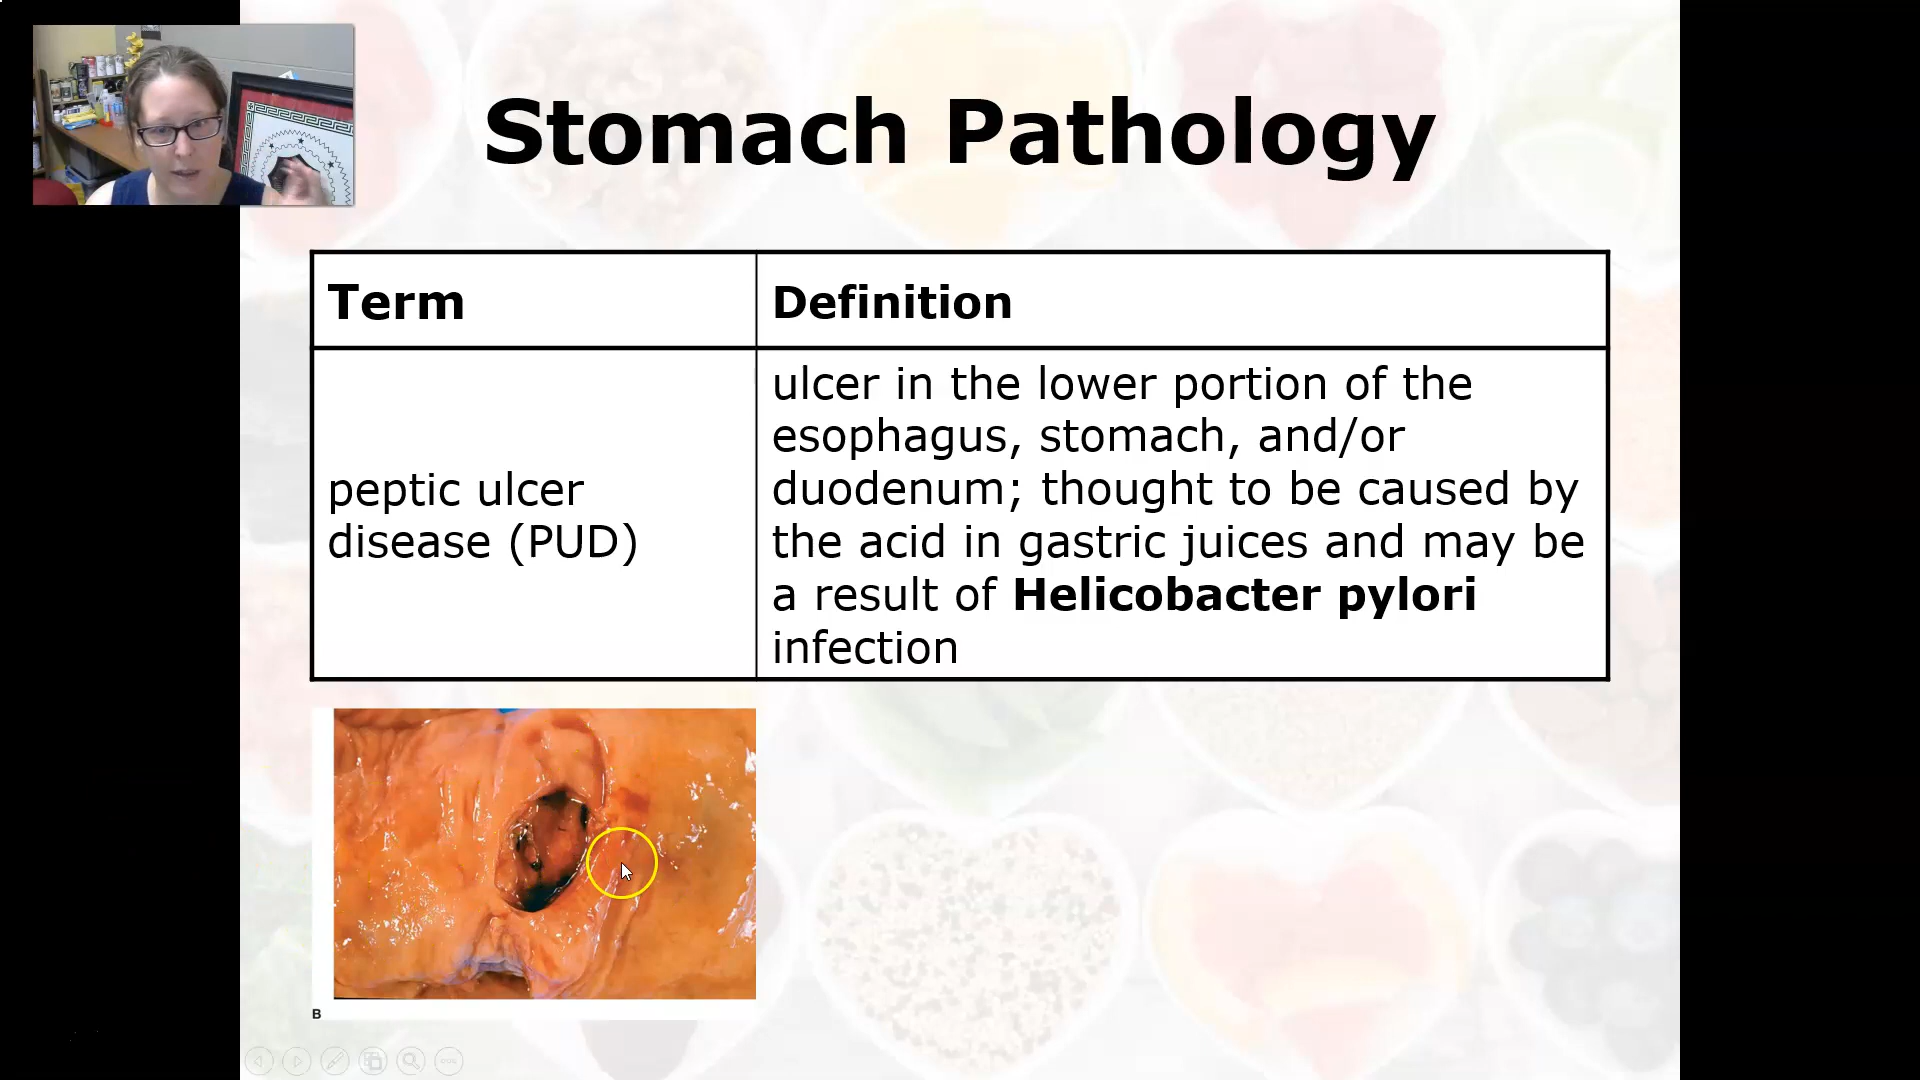 Stomach Pathology
Term
Definition
peptic ulcer
disease (PUD)
ulcer in the lower portion of the
esophagus, stomach, and/or
duodenum; thought to be caused by
the acid in gastric juices and may be
a result of Helicobacter pylori
infection
B